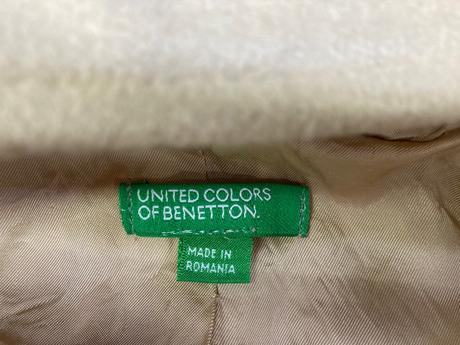 UNITED COLORS
OF BENETTON.
MADE IN
ROMANIA